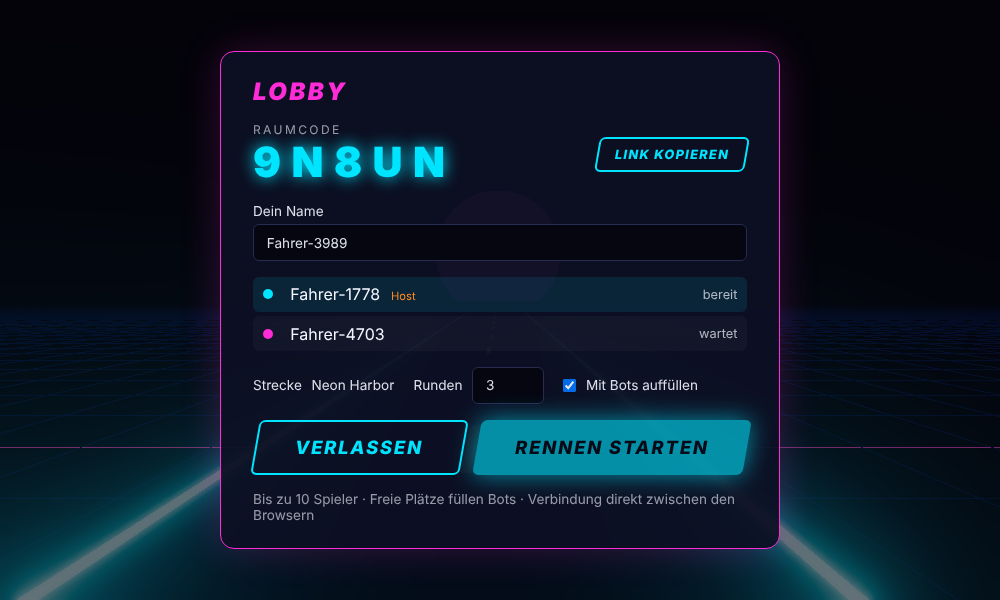 LOBBY
RAUMCODE
9N8UN
LINK KOPIEREN
Dein Name
Fahrer-3989
Fahrer-1778 Host bereit
Fahrer-4703 wartet
Strecke Neon Harbor Runden 3 Mit Bots auffüllen
VERLASSEN RENNEN STARTEN
Bis zu 10 Spieler · Freie Plätze füllen Bots · Verbindung direkt zwischen den
Browsern